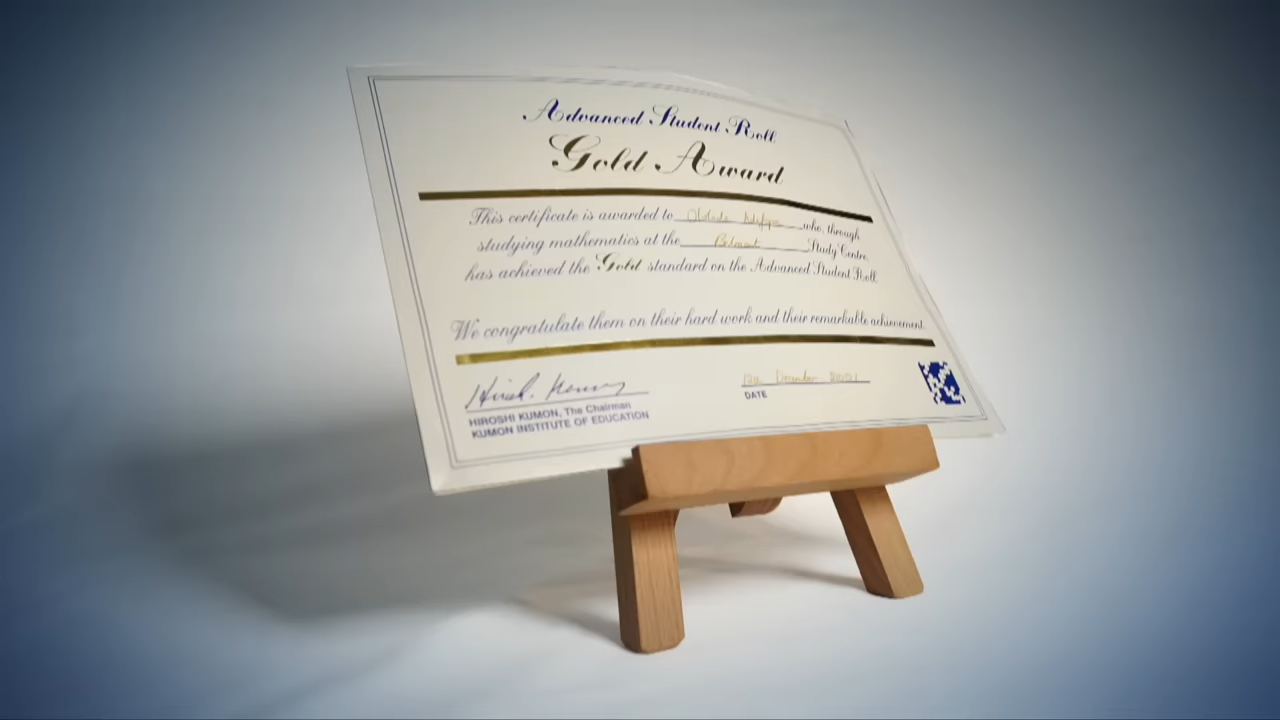 Advanced Student Roll
Gold Award
This certificate is awarded to who, through
studying mathematics at the Study Centre,
has achieved the Gold standard on the Advanced Student Roll.
We congratulate them on their hard work and their remarkable achievement.
HIROSHI KUMON, The Chairman
KUMON INSTITUTE OF EDUCATION
December
DATE